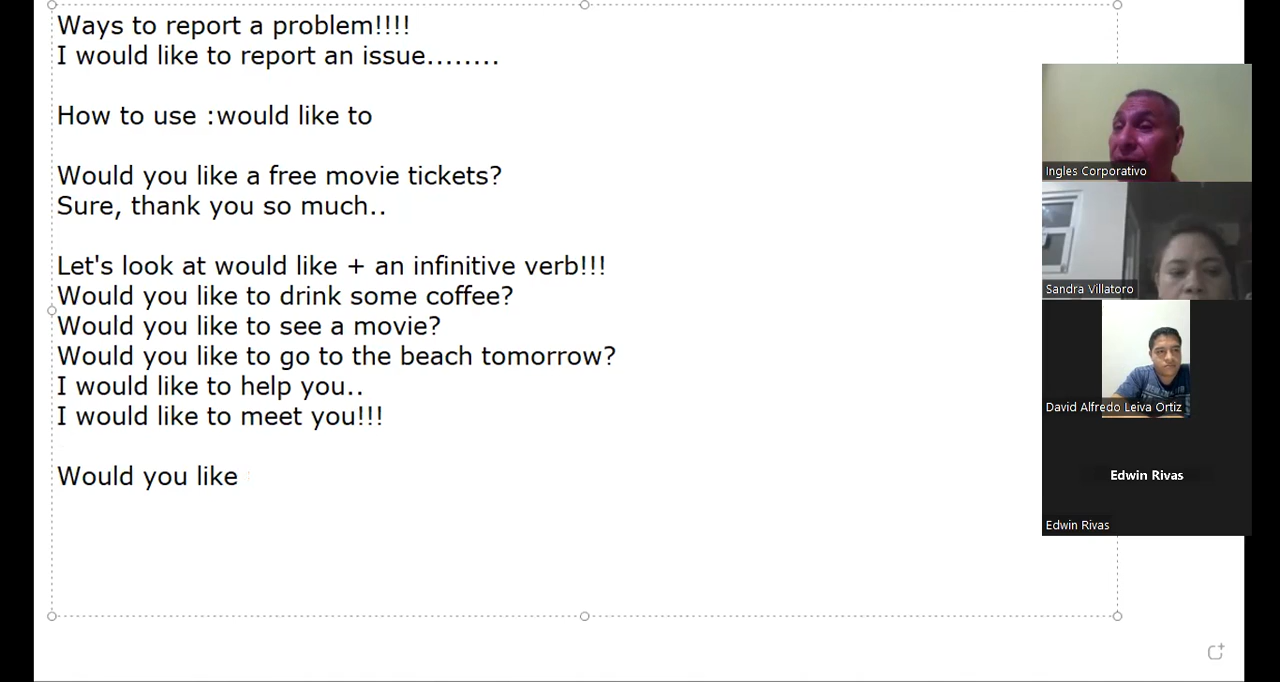 Ways to report a problem!!!!
I would like to report an issue........
How to use :would like to
Would you like a free movie tickets?
Sure, thank you so much..
Let's look at would like + an infinitive verb!!!
Would you like to drink some coffee?
Would you like to see a movie?
Would you like to go to the beach tomorrow?
I would like to help you..
I would like to meet you!!!
Would you like
Ingles Corporativo
Sandra Villatoro
David Alfredo Leiva Ortiz
Edwin Rivas
Edwin Rivas